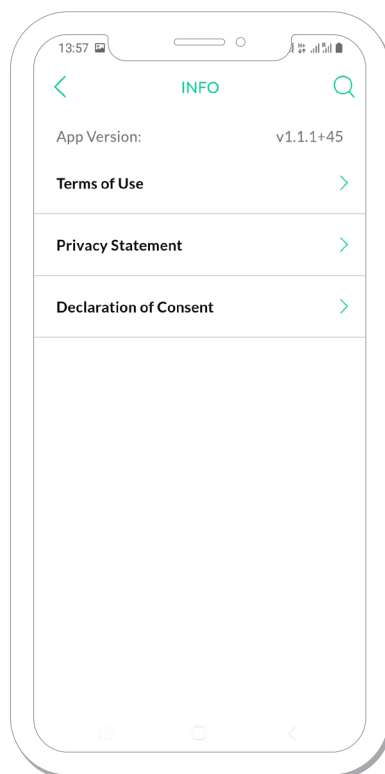 13:57
INFO
App Version: v1.1.1+45
Terms of Use
Privacy Statement
Declaration of Consent